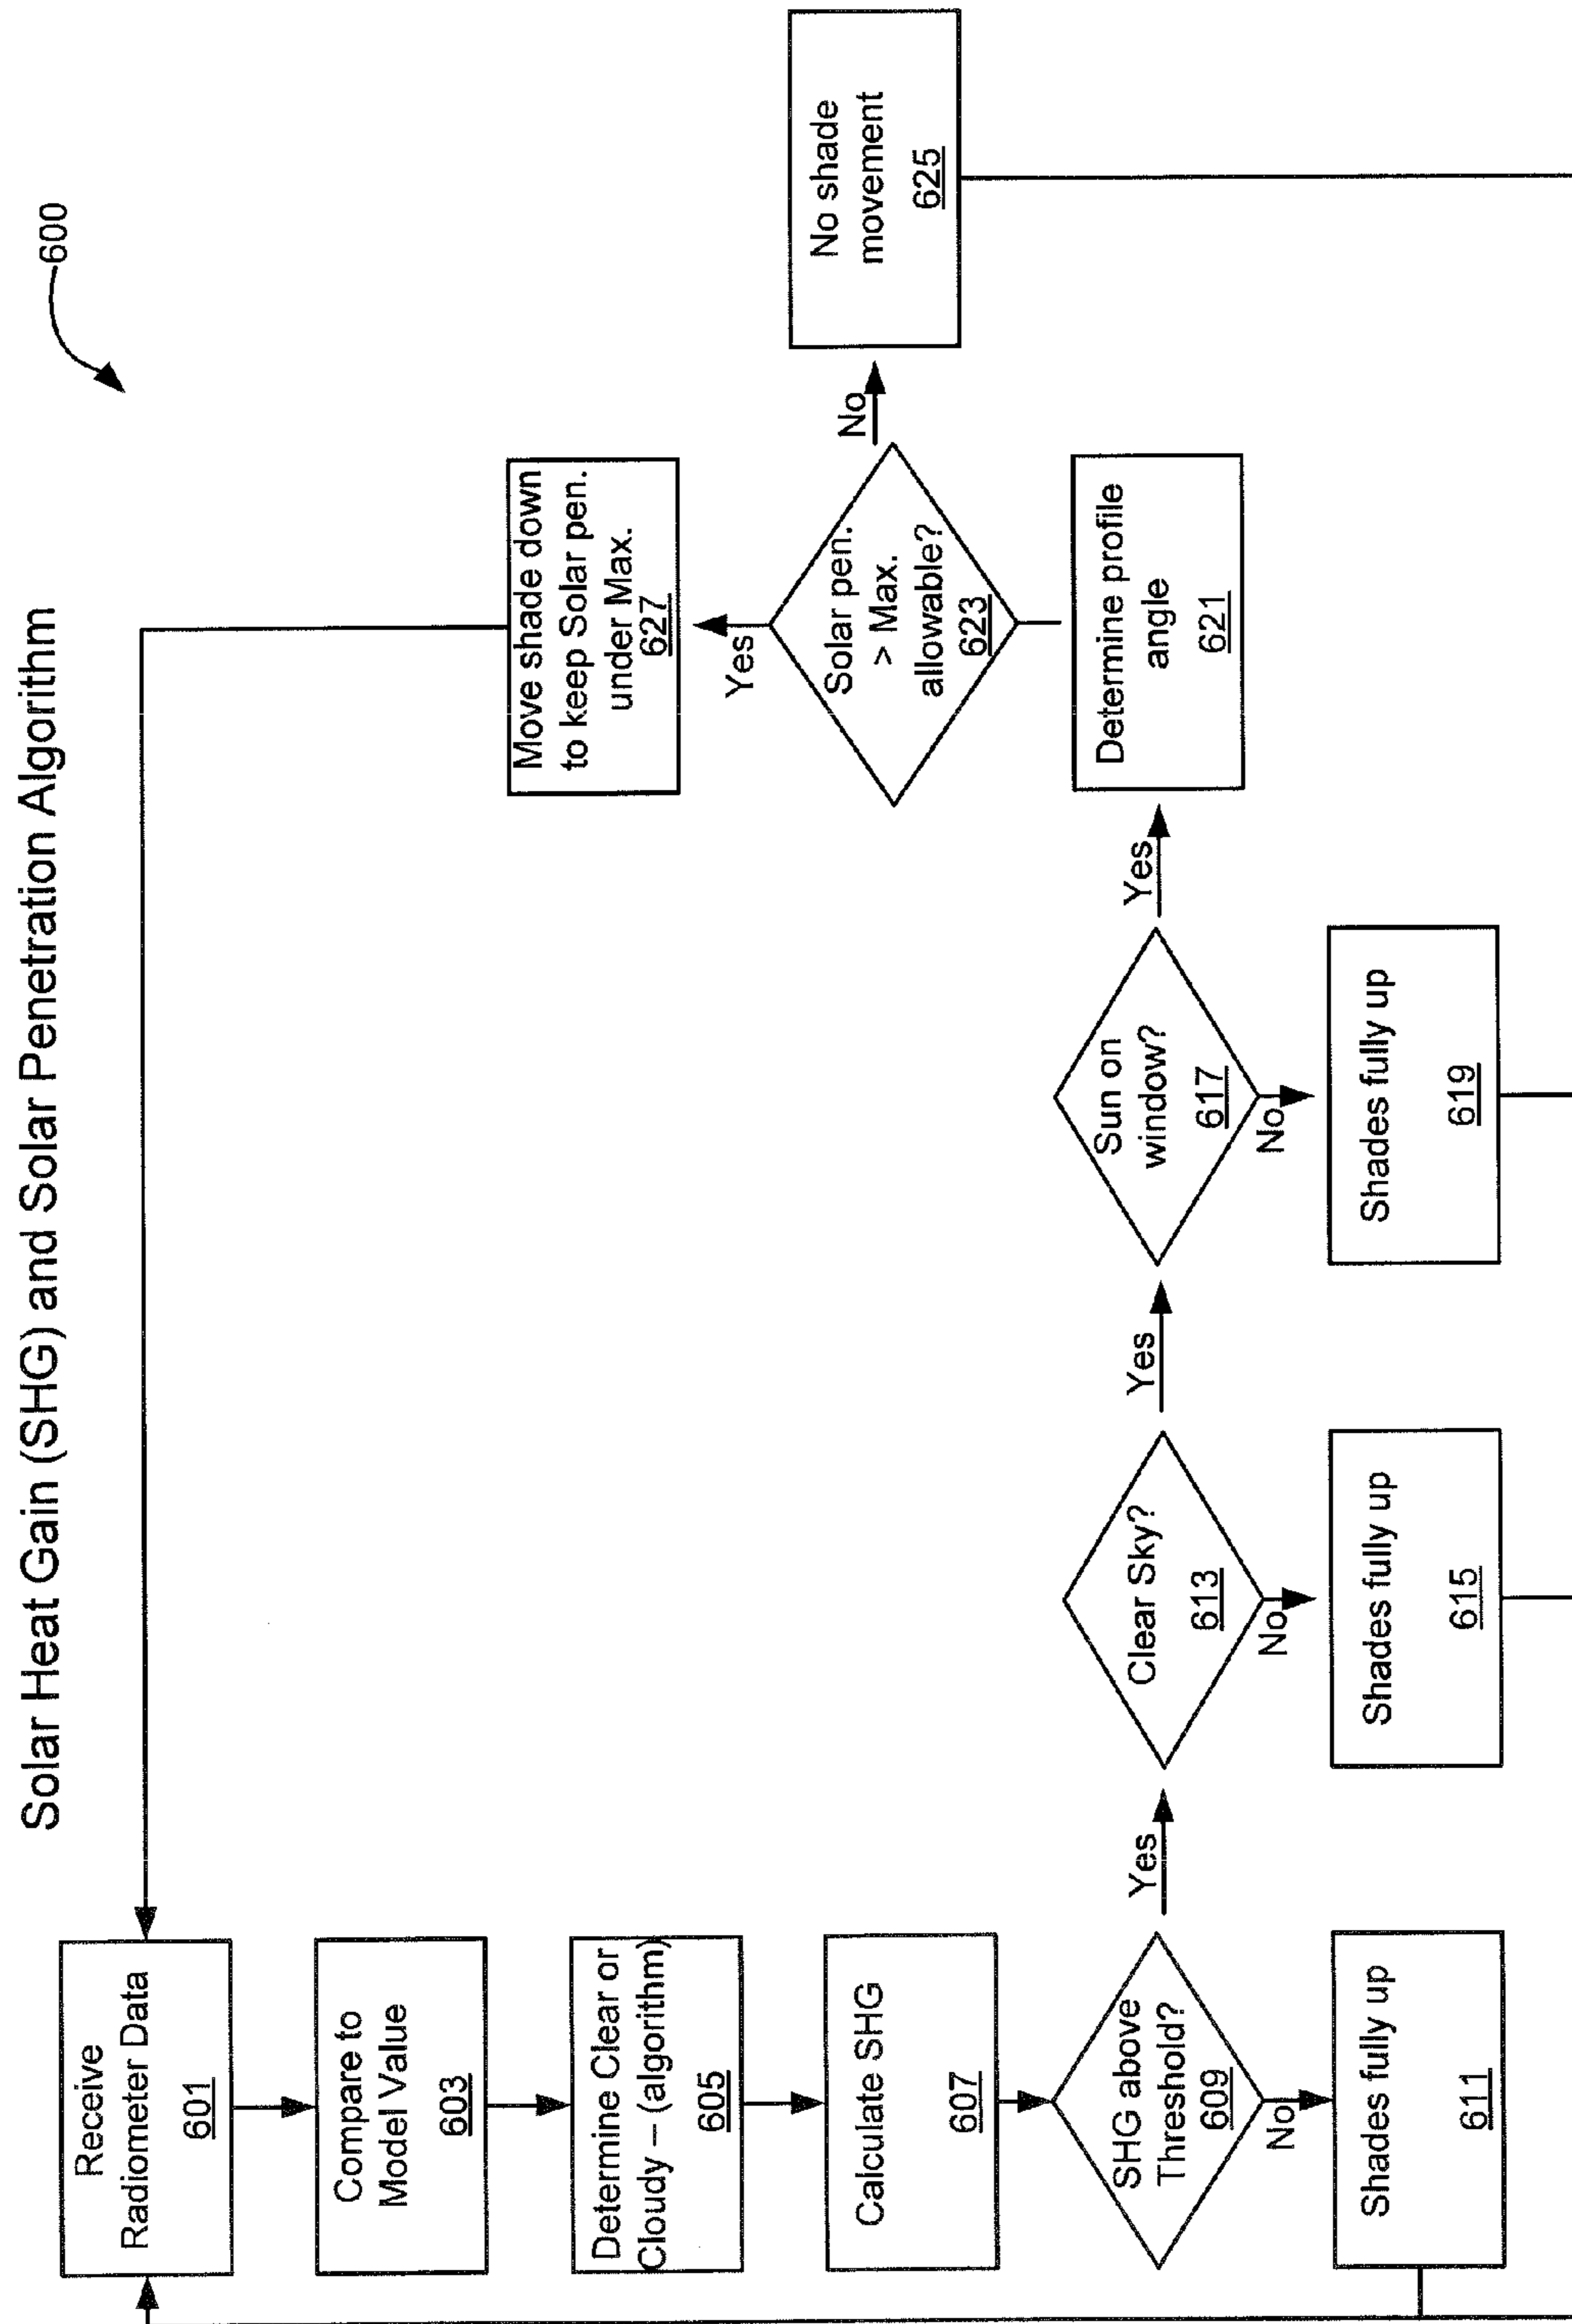 Solar Heat Gain (SHG) and Solar Penetration Algorithm
600
Receive
Radiometer Data
601
Compare to
Model Value
603
Determine Clear or
Cloudy – (algorithm)
605
Calculate SHG
607
SHG above
Threshold?
609
No
Shades fully up
611
Yes
Clear Sky?
613
No
Shades fully up
615
Yes
Sun on
window?
617
No
Shades fully up
619
Yes
Determine profile
angle
621
Solar pen.
> Max.
allowable?
623
Yes
Move shade down
to keep Solar pen.
under Max.
627
No
No shade
movement
625